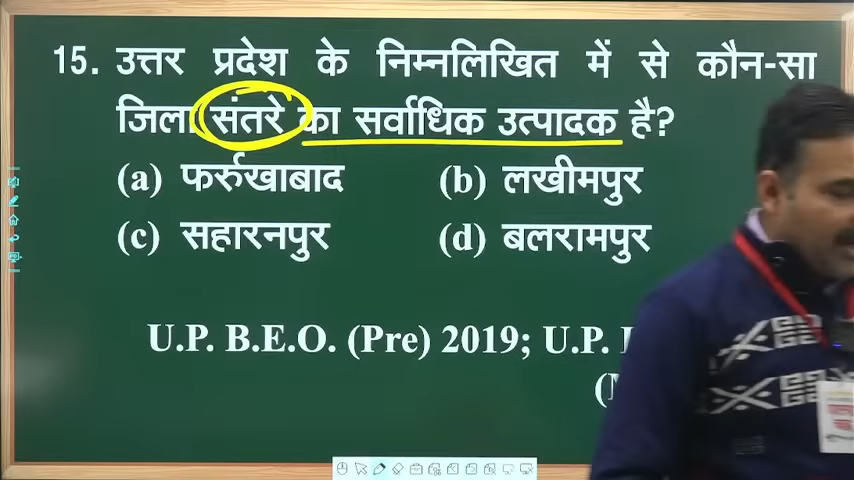 15. उत्तर प्रदेश के निम्नलिखित में से कौन-सा
जिला संतरे का सर्वाधिक उत्पादक है?
(a) फर्रुखाबाद (b) लखीमपुर
(c) सहारनपुर (d) बलरामपुर
U.P. B.E.O. (Pre) 2019; U.P.